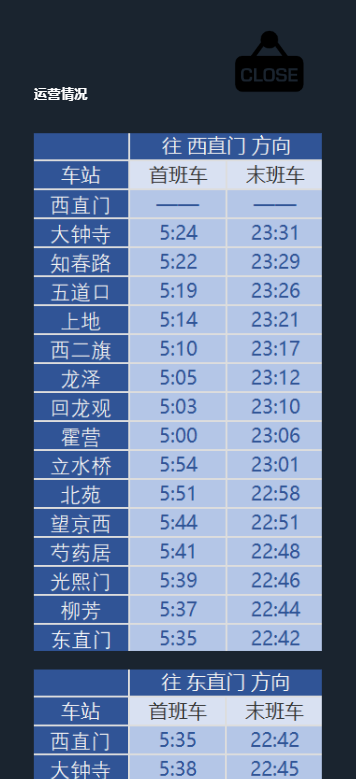 CLOSE
运营情况
往 西直门 方向
车站 首班车 末班车
西直门 —— ——
大钟寺 5:24 23:31
知春路 5:22 23:29
五道口 5:19 23:26
上地 5:14 23:21
西二旗 5:10 23:17
龙泽 5:05 23:12
回龙观 5:03 23:10
霍营 5:00 23:06
立水桥 5:54 23:01
北苑 5:51 22:58
望京西 5:44 22:51
芍药居 5:41 22:48
光熙门 5:39 22:46
柳芳 5:37 22:44
东直门 5:35 22:42
往 东直门 方向
车站 首班车 末班车
西直门 5:35 22:42
大钟寺 5:38 22:45